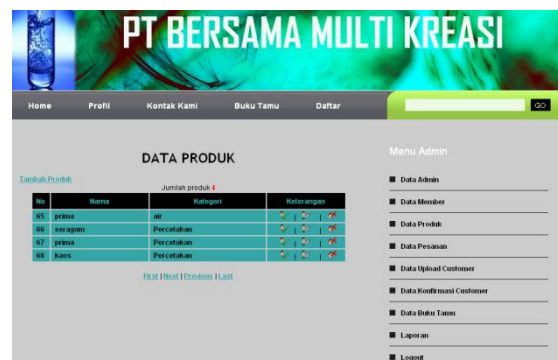 PT BERSAMA MULTI KREASI
Home Profil Kontak Kami Buku Tamu Daftar GO
DATA PRODUK
Tambah Produk
Jumlah produk 4
No Nama Kategori Keterangan
65 prima air | |
66 seragam Percetakan | |
67 prima Percetakan | |
68 kaos Percetakan | |
First | Next | Previous | Last
Menu Admin
Data Admin
Data Member
Data Produk
Data Pesanan
Data Upload Customer
Data Konfirmasi Customer
Data Buku Tamu
Laporan
Logout